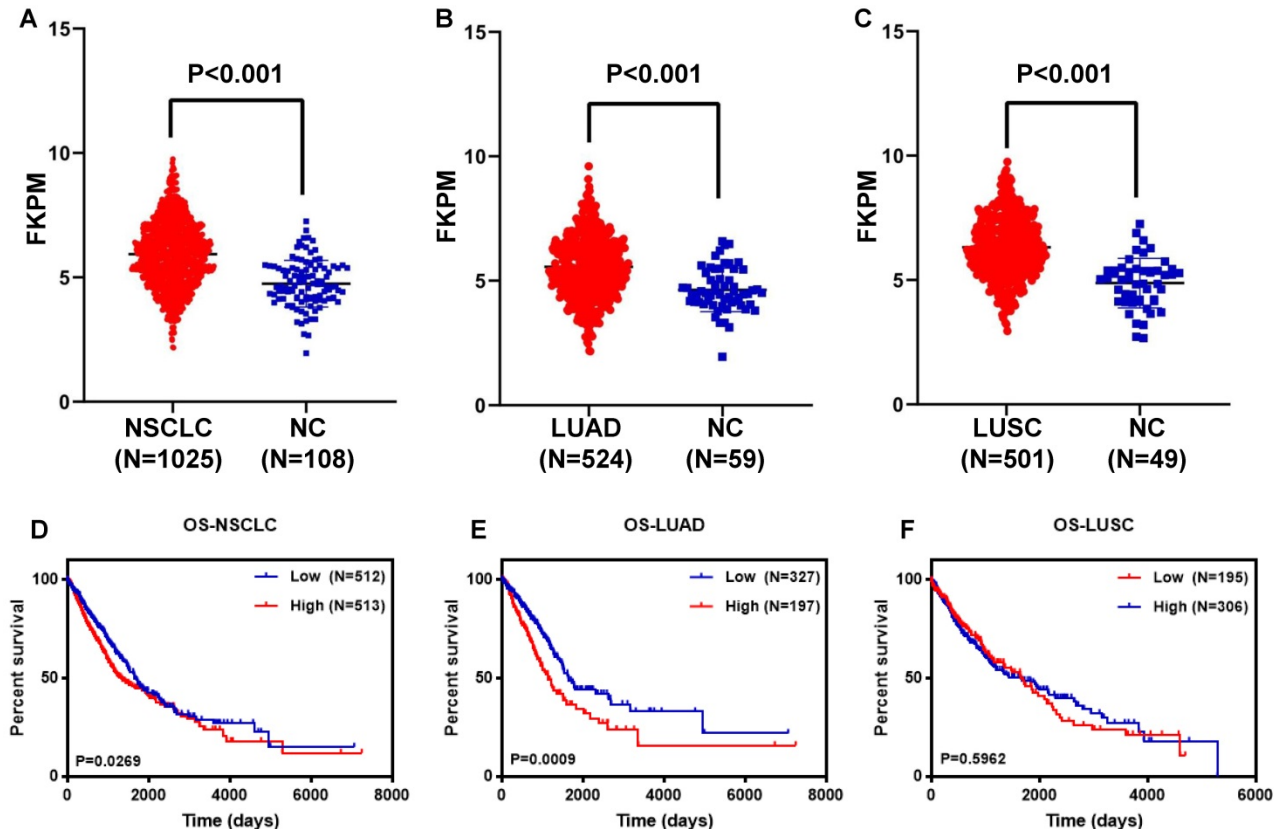 A
15
10
5
0
FKPM
P<0.001
NSCLC
(N=1025)
NC
(N=108)
B
15
10
5
0
FKPM
P<0.001
LUAD
(N=524)
NC
(N=59)
C
15
10
5
0
FKPM
P<0.001
LUSC
(N=501)
NC
(N=49)
D
OS-NSCLC
Low (N=512)
High (N=513)
100
50
0
Percent survival
P=0.0269
0 2000 4000 6000 8000
Time (days)
E
OS-LUAD
Low (N=327)
High (N=197)
100
50
0
Percent survival
P=0.0009
0 2000 4000 6000 8000
Time (days)
F
OS-LUSC
Low (N=195)
High (N=306)
100
50
0
Percent survival
P=0.5962
0 2000 4000 6000
Time (days)